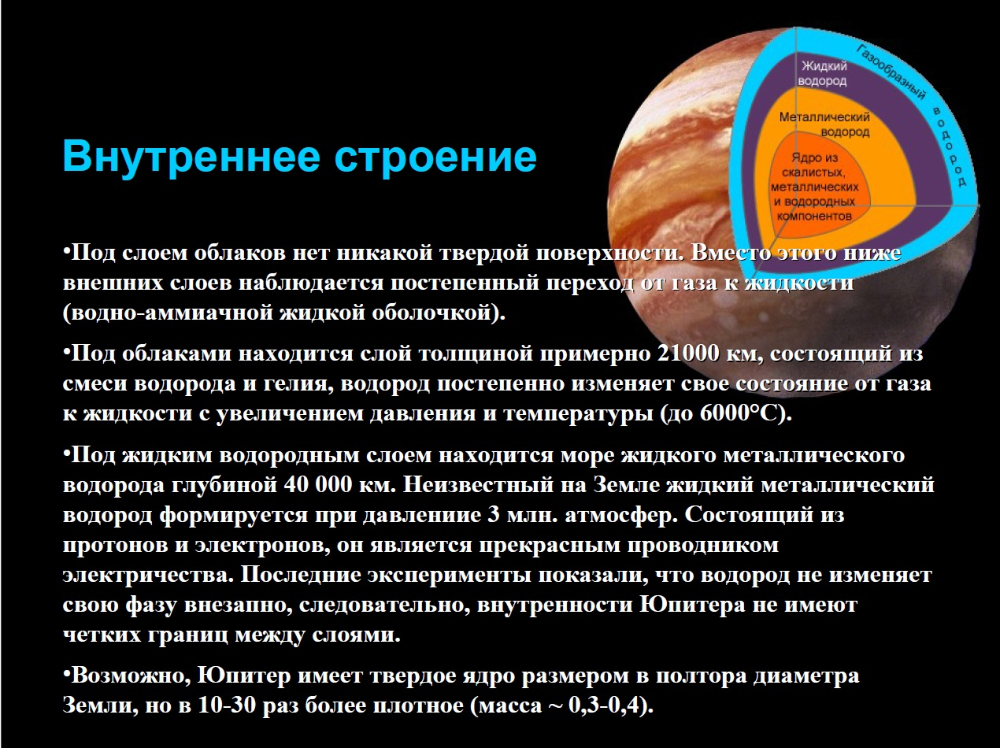 Газообразный водород
Жидкий
водород
Металлический
водород
Ядро из
скалистых,
металлических
и водородных
компонентов
Внутреннее строение
•Под слоем облаков нет никакой твердой поверхности. Вместо этого ниже
внешних слоев наблюдается постепенный переход от газа к жидкости
(водно-аммиачной жидкой оболочкой).
•Под облаками находится слой толщиной примерно 21000 км, состоящий из
смеси водорода и гелия, водород постепенно изменяет свое состояние от газа
к жидкости с увеличением давления и температуры (до 6000°С).
•Под жидким водородным слоем находится море жидкого металлического
водорода глубиной 40 000 км. Неизвестный на Земле жидкий металлический
водород формируется при давлениие 3 млн. атмосфер. Состоящий из
протонов и электронов, он является прекрасным проводником
электричества. Последние эксперименты показали, что водород не изменяет
свою фазу внезапно, следовательно, внутренности Юпитера не имеют
четких границ между слоями.
•Возможно, Юпитер имеет твердое ядро размером в полтора диаметра
Земли, но в 10-30 раз более плотное (масса ~ 0,3-0,4).